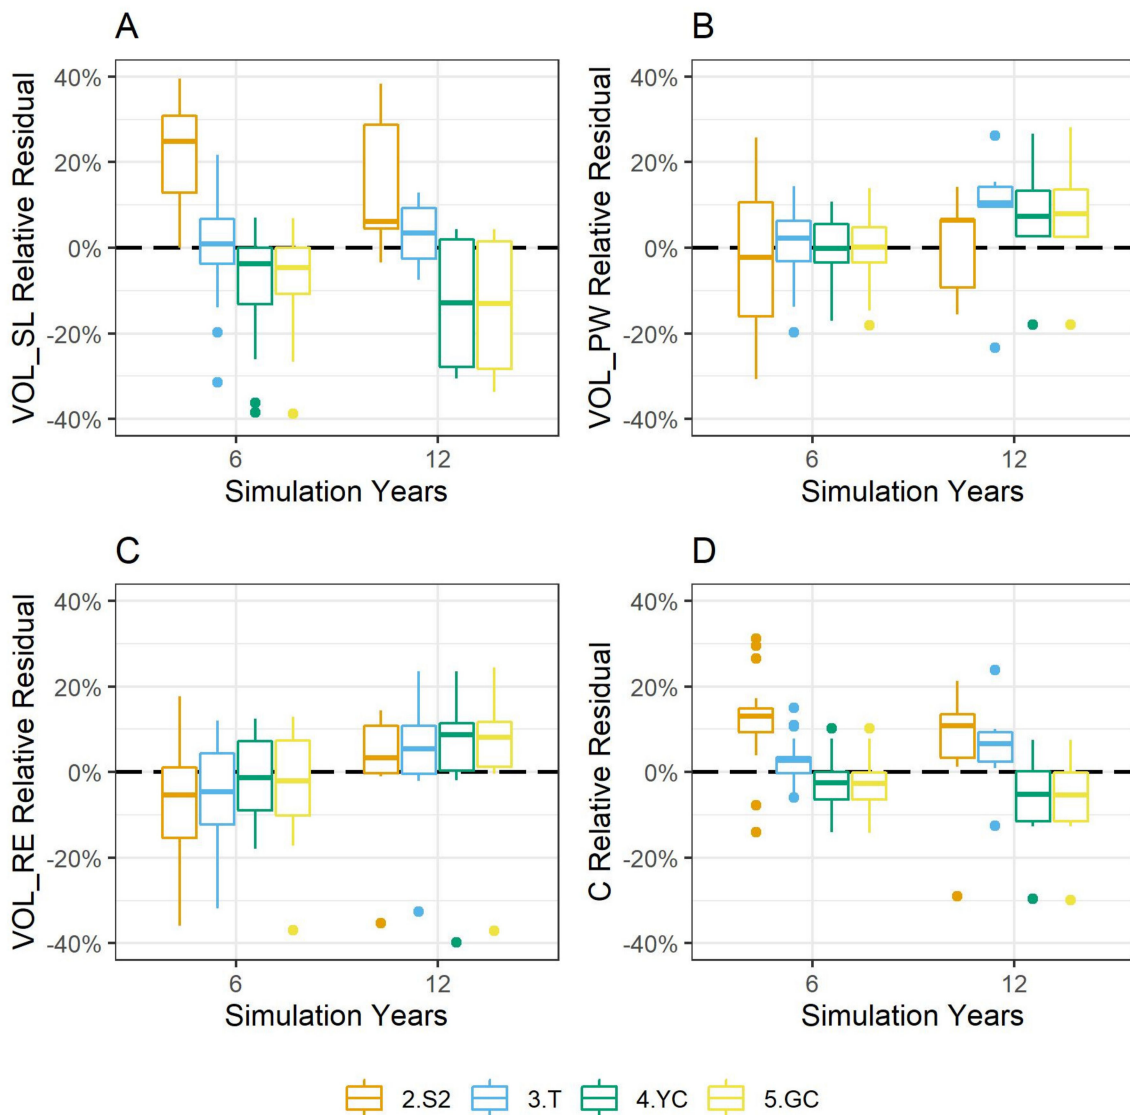 A
VOL_SL Relative Residual
40%
20%
0%
-20%
-40%
6
12
Simulation Years
B
VOL_PW Relative Residual
40%
20%
0%
-20%
-40%
6
12
Simulation Years
C
VOL_RE Relative Residual
40%
20%
0%
-20%
-40%
6
12
Simulation Years
D
C Relative Residual
40%
20%
0%
-20%
-40%
6
12
Simulation Years
2.S2 3.T 4.YC 5.GC